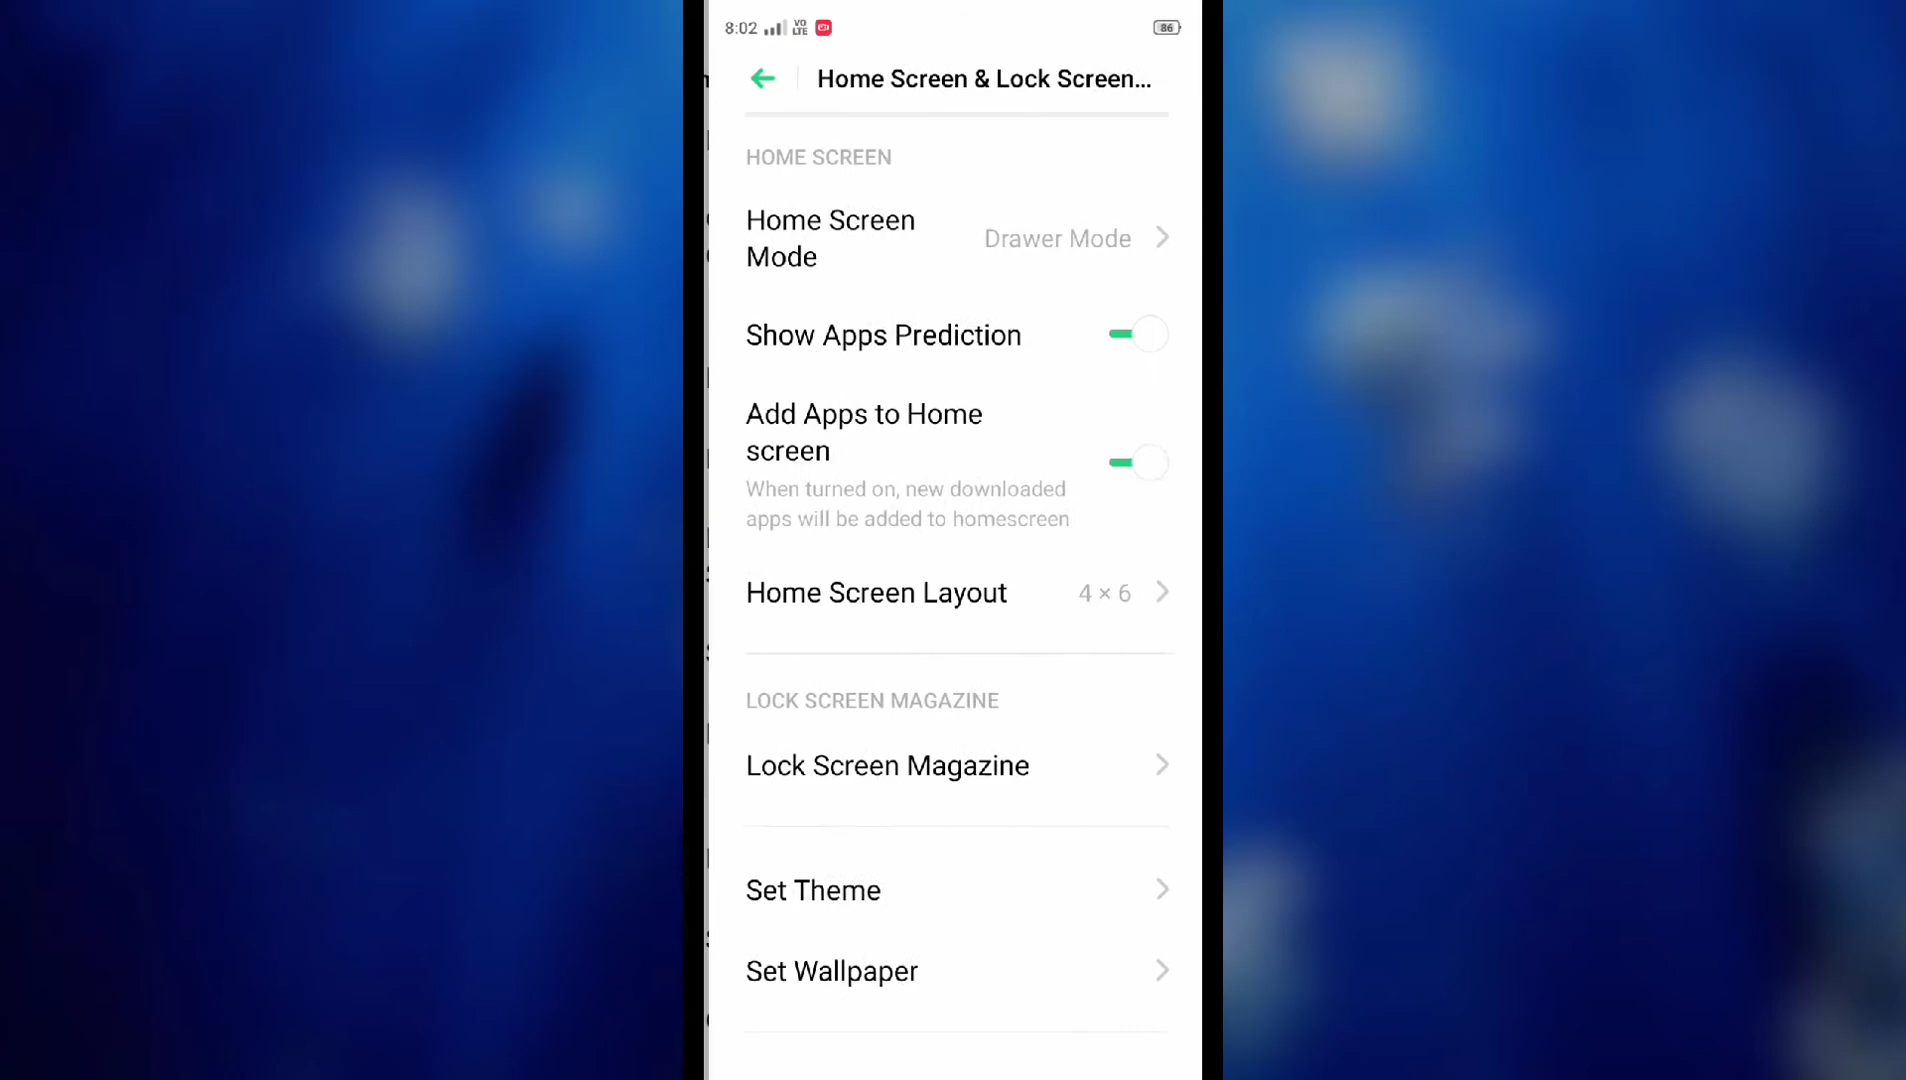 8:02 VO LTE 86
Home Screen & Lock Screen...
HOME SCREEN
Home Screen
Mode
Drawer Mode
Show Apps Prediction
Add Apps to Home
screen
When turned on, new downloaded
apps will be added to homescreen
Home Screen Layout 4 × 6
LOCK SCREEN MAGAZINE
Lock Screen Magazine
Set Theme
Set Wallpaper